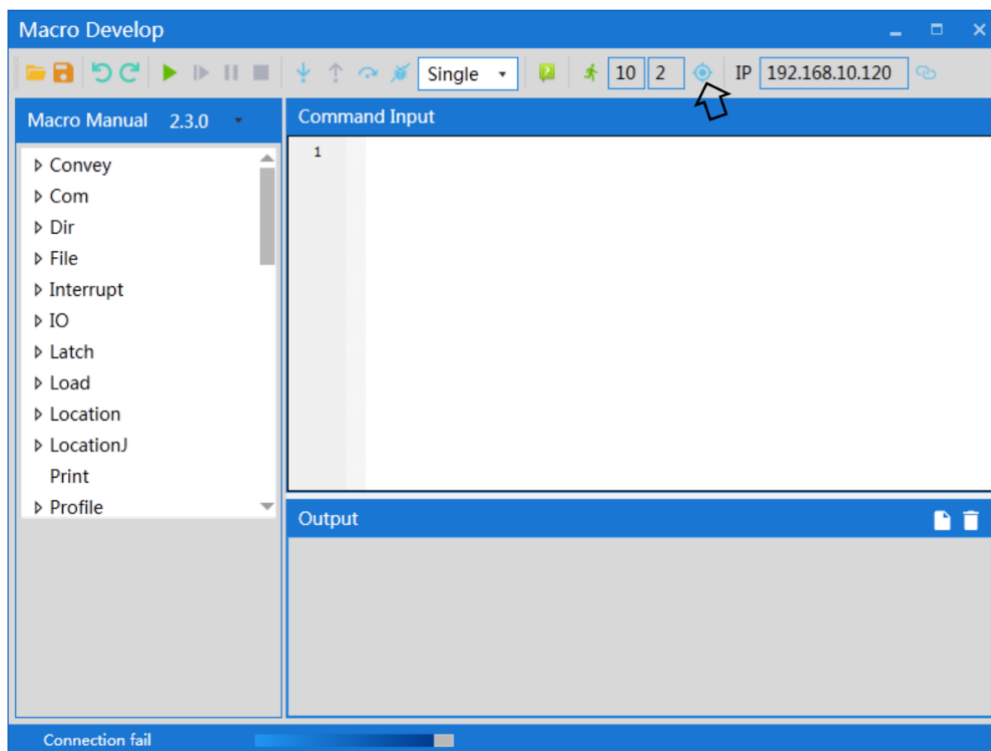 Macro Develop
Single 10 2 IP 192.168.10.120
Macro Manual 2.3.0
Command Input
1
Convey
Com
Dir
File
Interrupt
IO
Latch
Load
Location
LocationJ
Print
Profile
Output
Connection fail